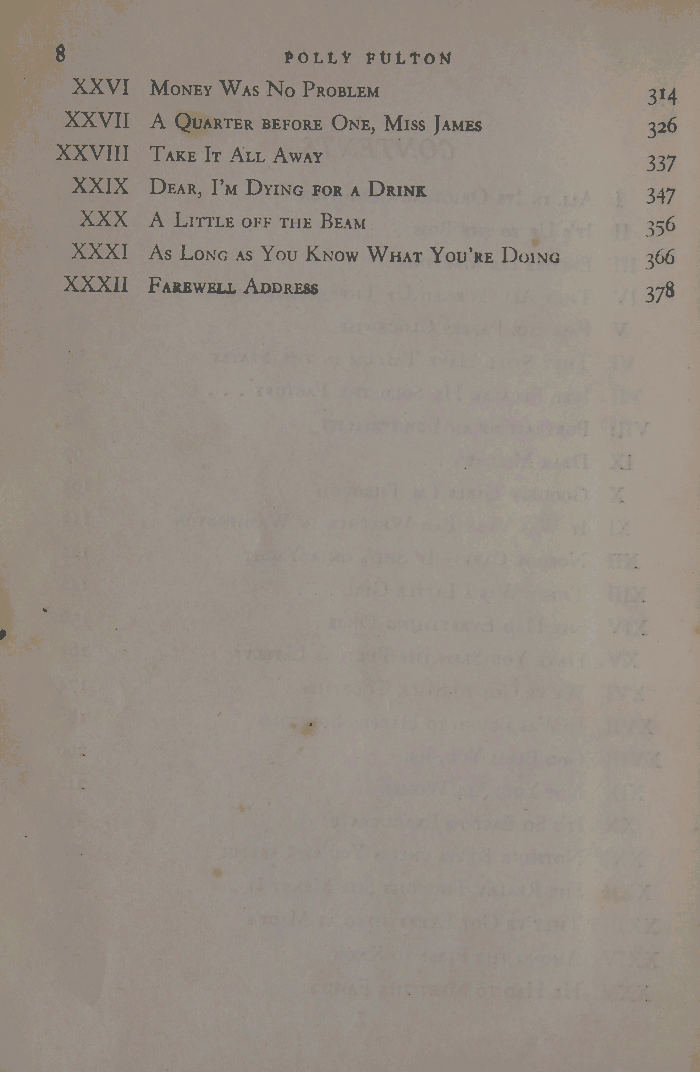 8 POLLY FULTON
XXVI Money Was No Problem 314
XXVII A Quarter before One, Miss James 326
XXVIII Take It All Away 337
XXIX Dear, I'm Dying for a Drink 347
XXX A Little off the Beam 356
XXXI As Long as You Know What You're Doing 366
XXXII Farewell Address 378